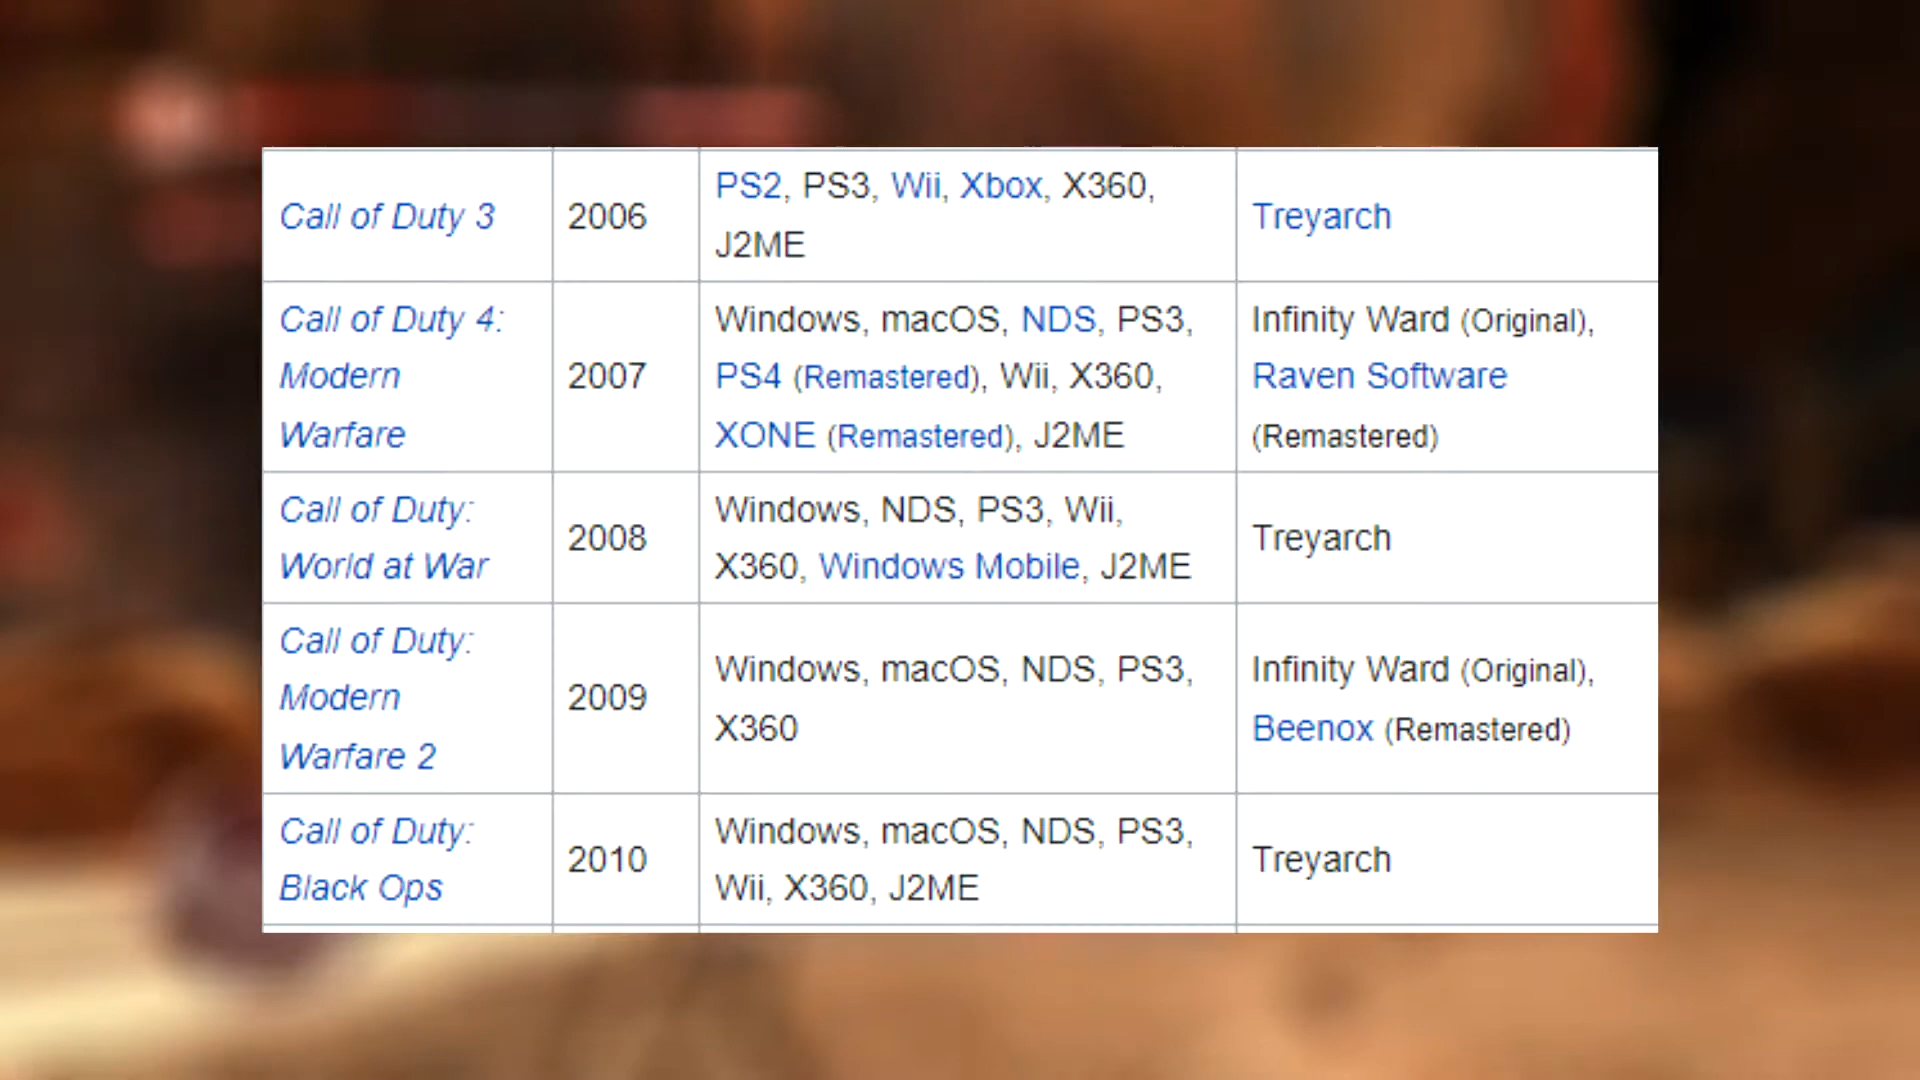 Call of Duty 3
2006
PS2, PS3, Wii, Xbox, X360,
J2ME
Treyarch
Call of Duty 4:
Modern
Warfare
2007
Windows, macOS, NDS, PS3,
PS4 (Remastered), Wii, X360,
XONE (Remastered), J2ME
Infinity Ward (Original),
Raven Software
(Remastered)
Call of Duty:
World at War
2008
Windows, NDS, PS3, Wii,
X360, Windows Mobile, J2ME
Treyarch
Call of Duty:
Modern
Warfare 2
2009
Windows, macOS, NDS, PS3,
X360
Infinity Ward (Original),
Beenox (Remastered)
Call of Duty:
Black Ops
2010
Windows, macOS, NDS, PS3,
Wii, X360, J2ME
Treyarch